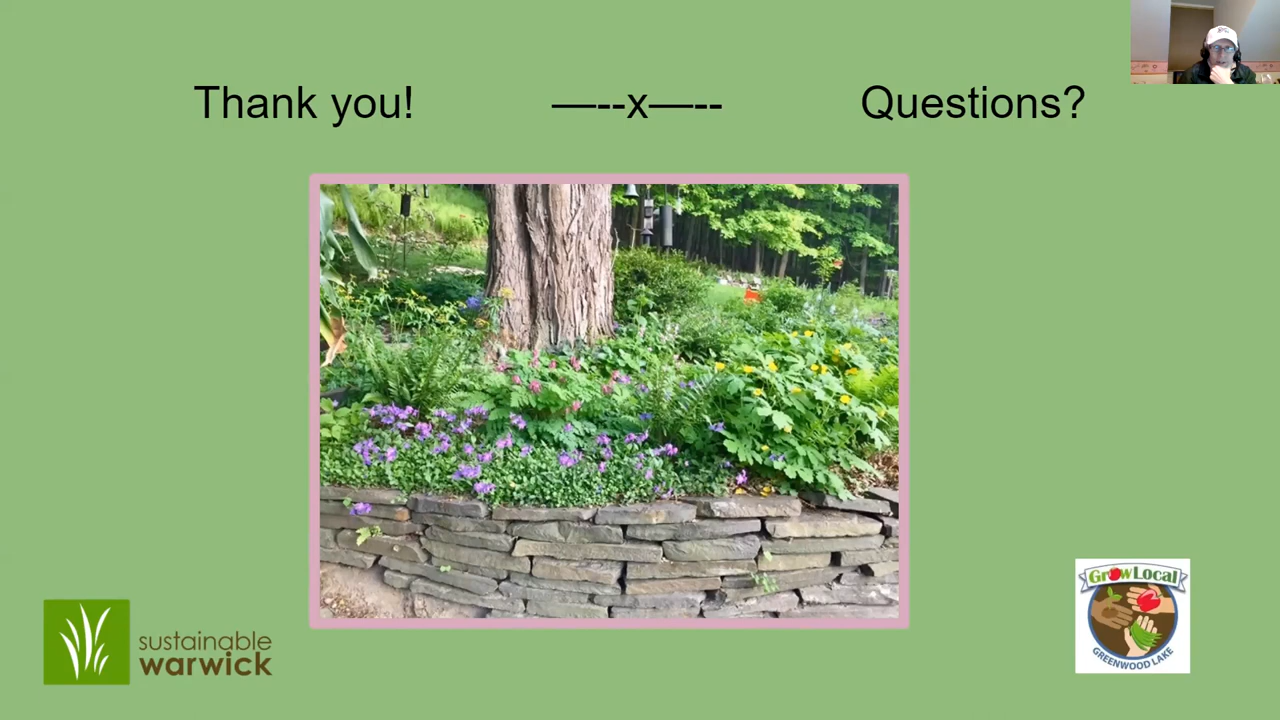 Thank you! —--x—-- Questions?
sustainable
warwick
GrowLocal
GREENWOOD LAKE